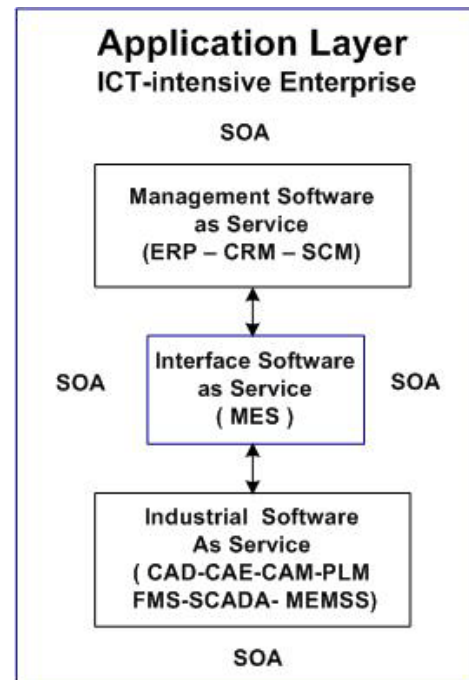 Application Layer
ICT-intensive Enterprise
SOA
Management Software
as Service
(ERP – CRM – SCM)
Interface Software
as Service
( MES )
SOA
SOA
Industrial Software
As Service
( CAD-CAE-CAM-PLM
FMS-SCADA- MEMSS)
SOA